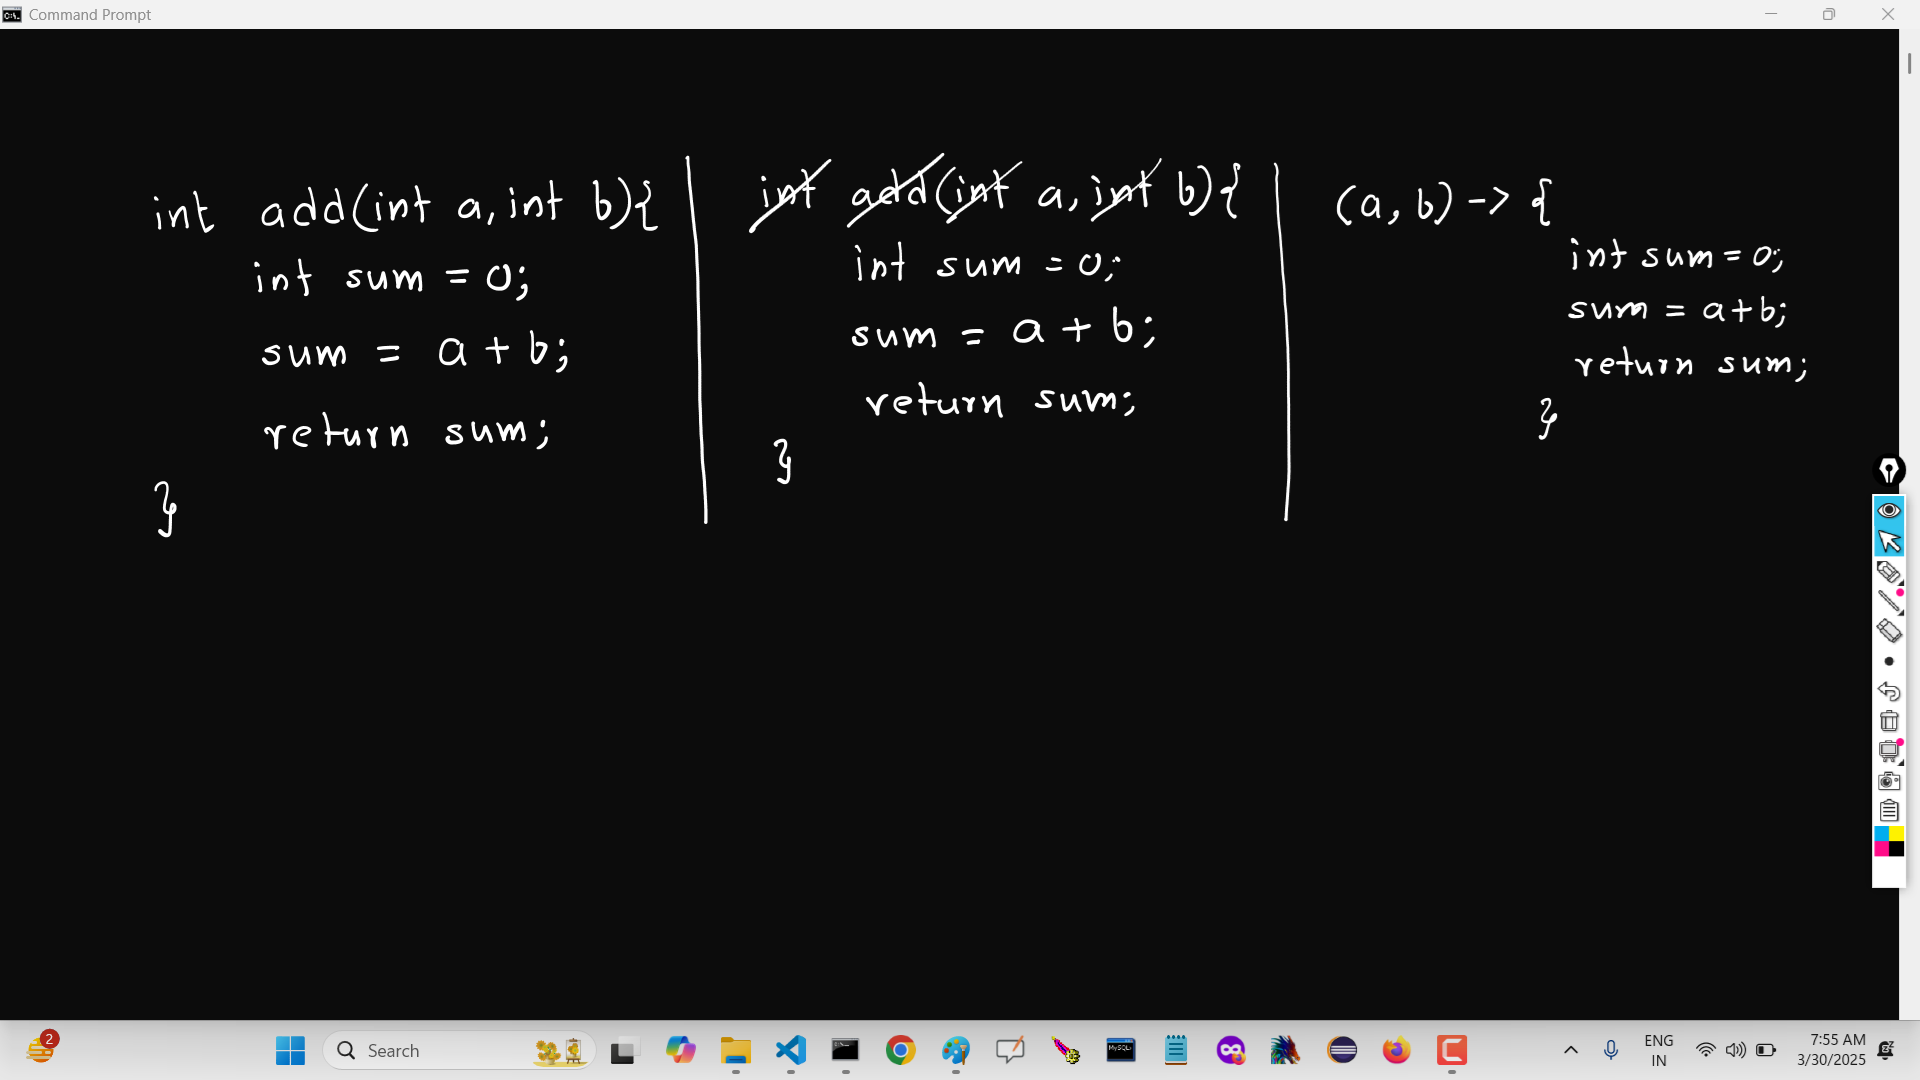 Command Prompt
int add(int a, int b){
int sum = 0;
sum = a + b;
return sum;
}
int add(int a, int b){
int sum = 0;
sum = a + b;
return sum;
}
(a, b) -> {
int sum = 0;
sum = a+b;
return sum;
}
2
Search
ENG
IN
7:55 AM
3/30/2025